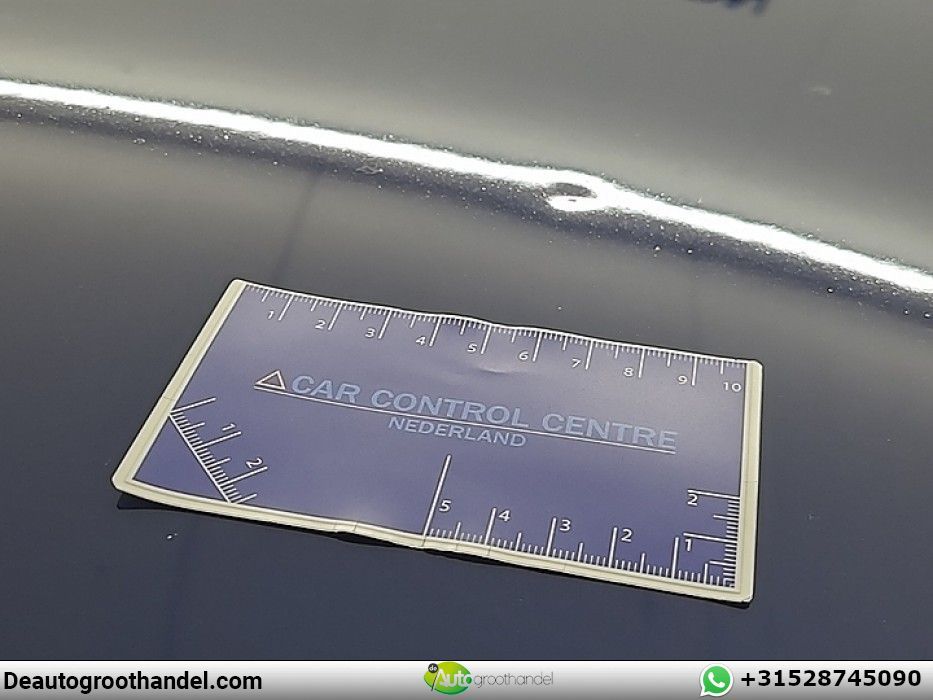 1 2 3 4 5 6 7 8 9 10
CAR CONTROL CENTRE
NEDERLAND
1
2
5 4 3 2 1
2
Deautogroothandel.com
de Autogroothandel
+31528745090